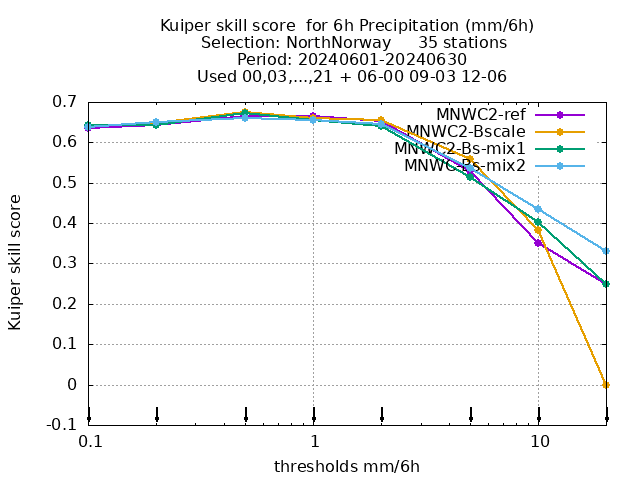 Kuiper skill score  for 6h Precipitation (mm/6h)
Selection: NorthNorway     35 stations
Period: 20240601-20240630
Used 00,03,...,21 + 06-00 09-03 12-06
MNWC2-ref
MNWC2-Bscale
MNWC2-Bs-mix1
MNWC-Bs-mix2
0.7
0.6
0.5
0.4
0.3
0.2
0.1
0
-0.1
Kuiper skill score
0.1 1 10
thresholds mm/6h